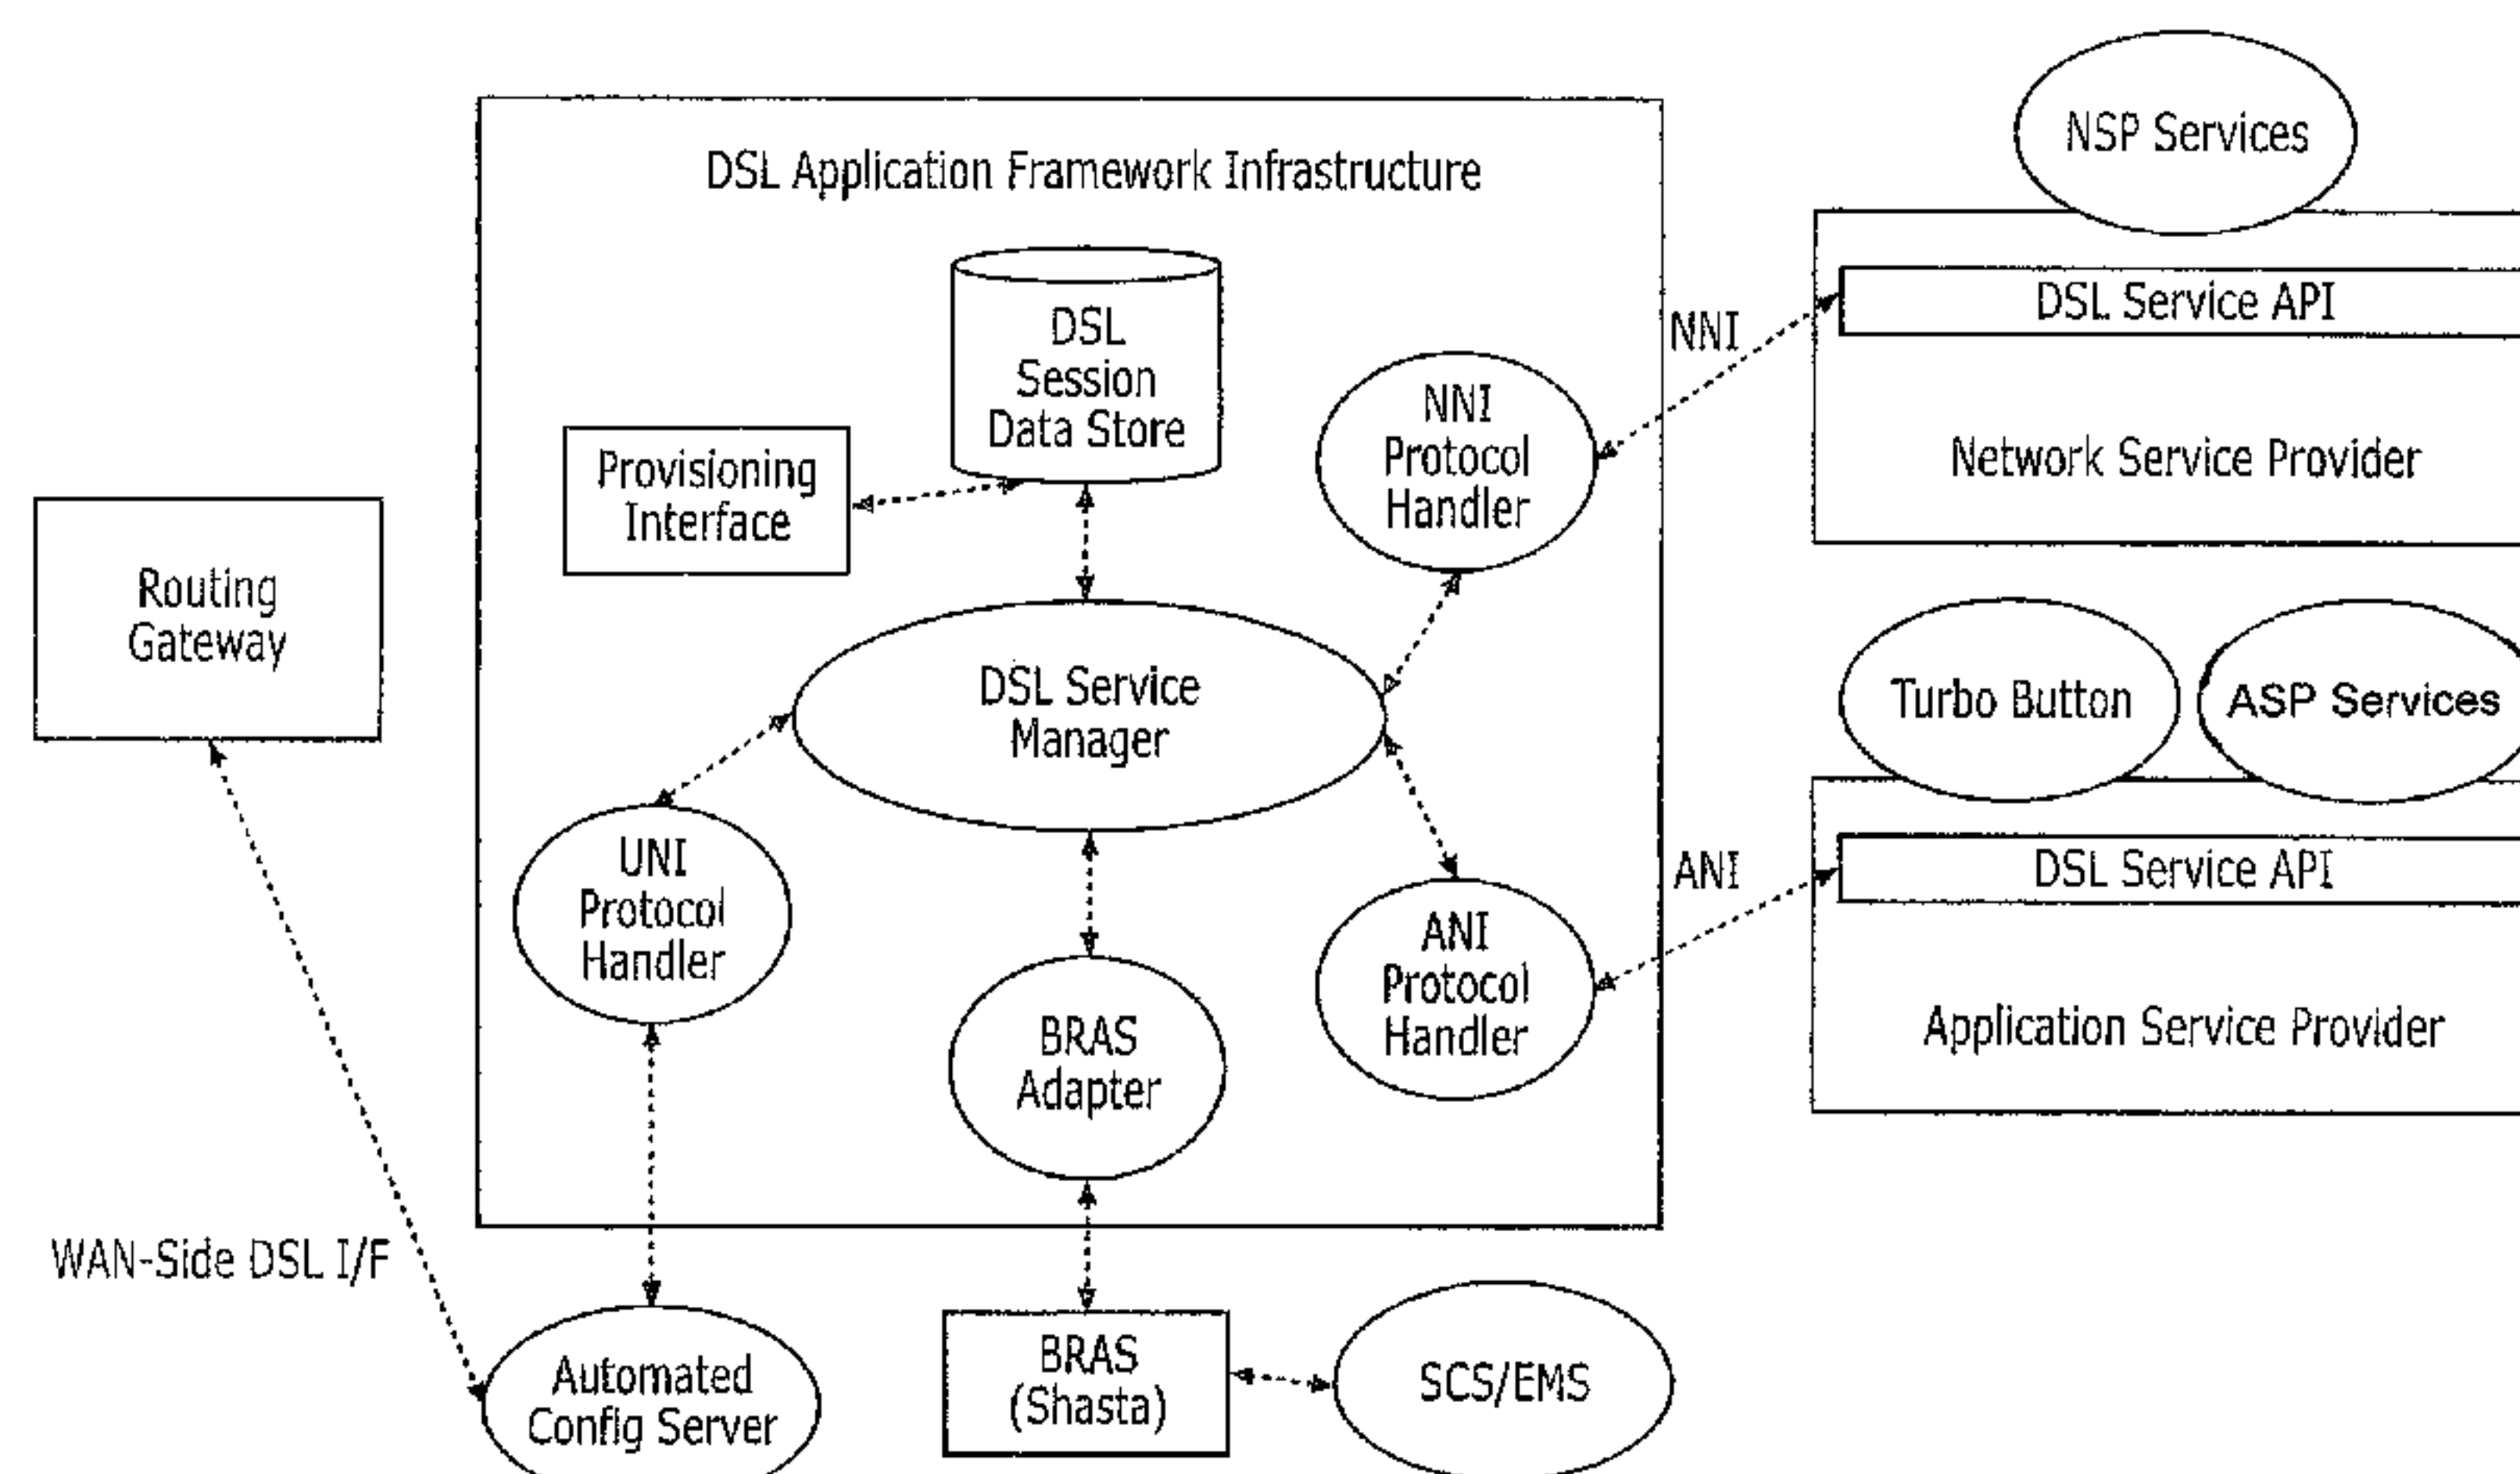 NSP Services
DSL Application Framework Infrastructure
DSL Service API
NNI
DSL
Session
Data Store
NNI
Protocol
Handler
Network Service Provider
Provisioning
Interface
Routing
Gateway
DSL Service
Manager
Turbo Button
ASP Services
UNI
Protocol
Handler
ANI
DSL Service API
ANI
Protocol
Handler
Application Service Provider
BRAS
Adapter
WAN-Side DSL I/F
Automated
Config Server
BRAS
(Shasta)
SCS/EMS